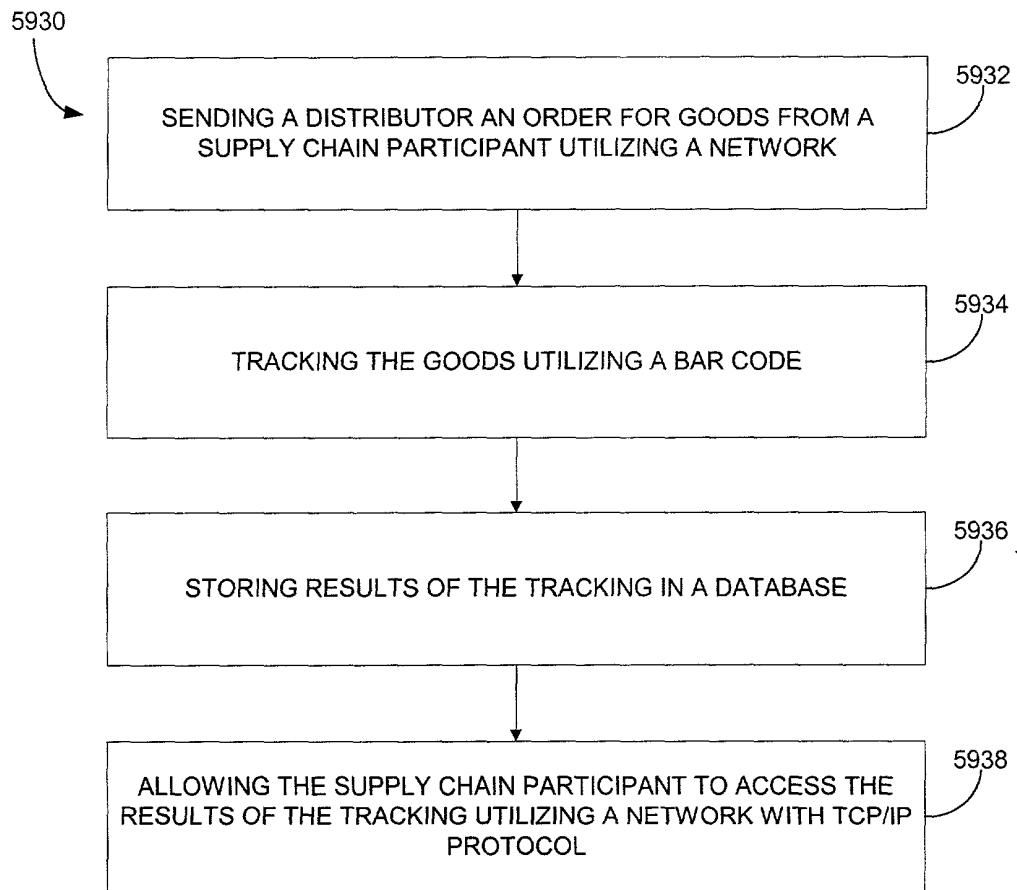 5930
5932
SENDING A DISTRIBUTOR AN ORDER FOR GOODS FROM A
SUPPLY CHAIN PARTICIPANT UTILIZING A NETWORK
5934
TRACKING THE GOODS UTILIZING A BAR CODE
5936
STORING RESULTS OF THE TRACKING IN A DATABASE
5938
ALLOWING THE SUPPLY CHAIN PARTICIPANT TO ACCESS THE
RESULTS OF THE TRACKING UTILIZING A NETWORK WITH TCP/IP
PROTOCOL